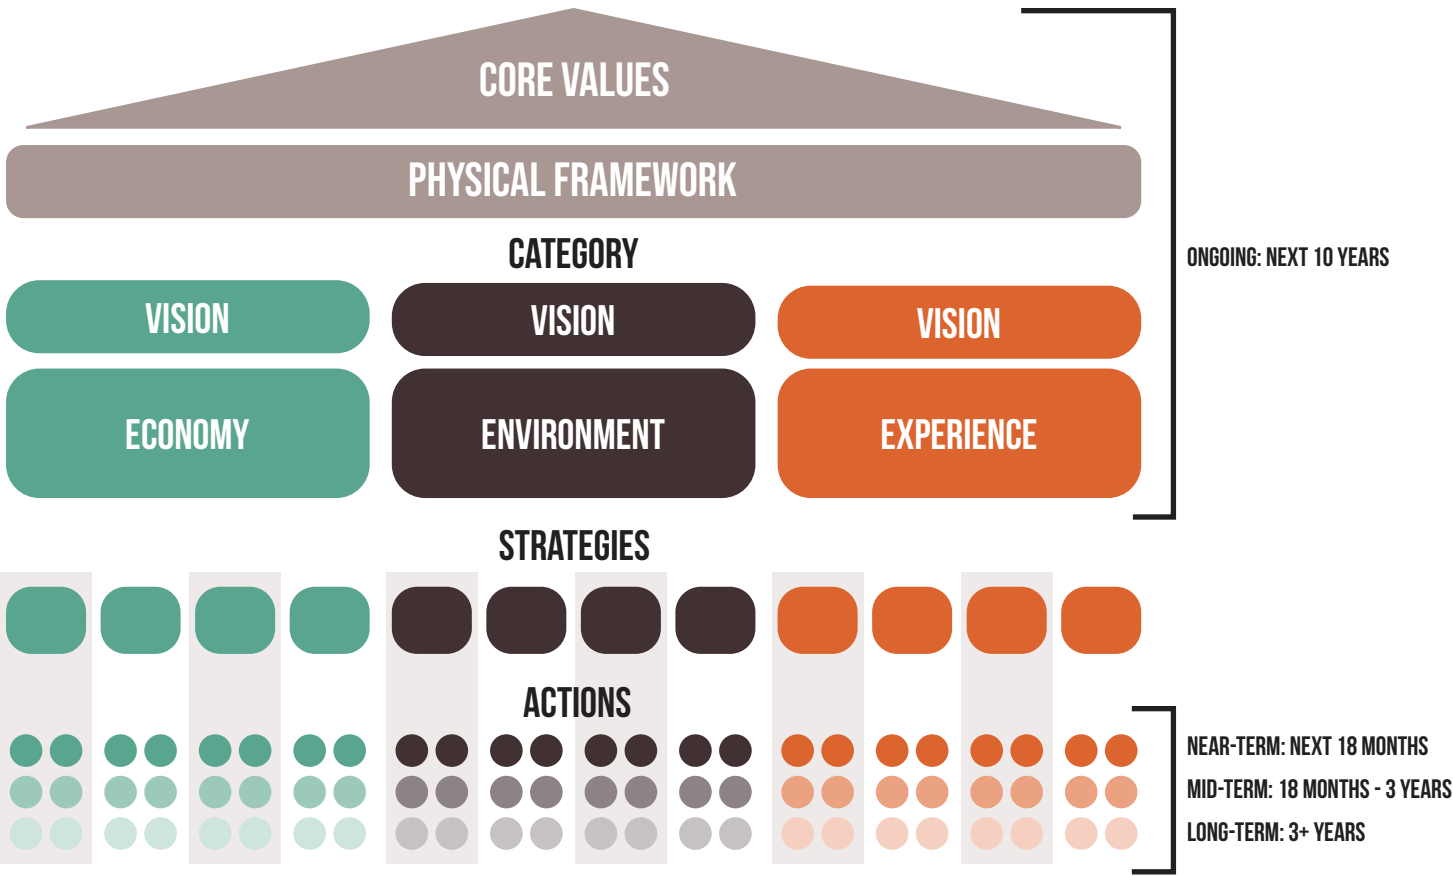 CORE VALUES
PHYSICAL FRAMEWORK
CATEGORY
ONGOING: NEXT 10 YEARS
VISION
VISION
VISION
ECONOMY
ENVIRONMENT
EXPERIENCE
STRATEGIES
ACTIONS
NEAR-TERM: NEXT 18 MONTHS
MID-TERM: 18 MONTHS - 3 YEARS
LONG-TERM: 3+ YEARS